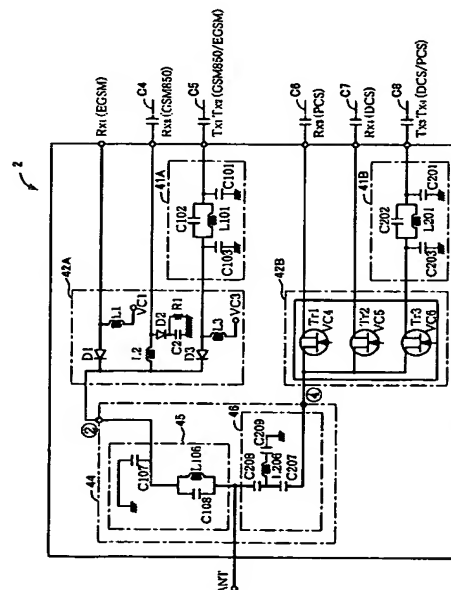 2
Rx1 (EGSM)
C4
Rx2 (GSM850)
C5
Tx1 Tx2 (GSM850/EGSM)
C6
Rx3 (PCS)
C7
Rx4 (DCS)
C8
Tx3 Tx4 (DCS/PCS)
42A
D1
L1
VC1
D2
R1
L2
C2
D3
L3
VC3
41A
C102
C101
L101
C103
42B
Tr1
VC4
Tr2
VC5
Tr3
VC6
41B
C202
C201
L201
C203
44
②
45
C107
L106
C108
46
C209
C208
L206
C207
④
ANT